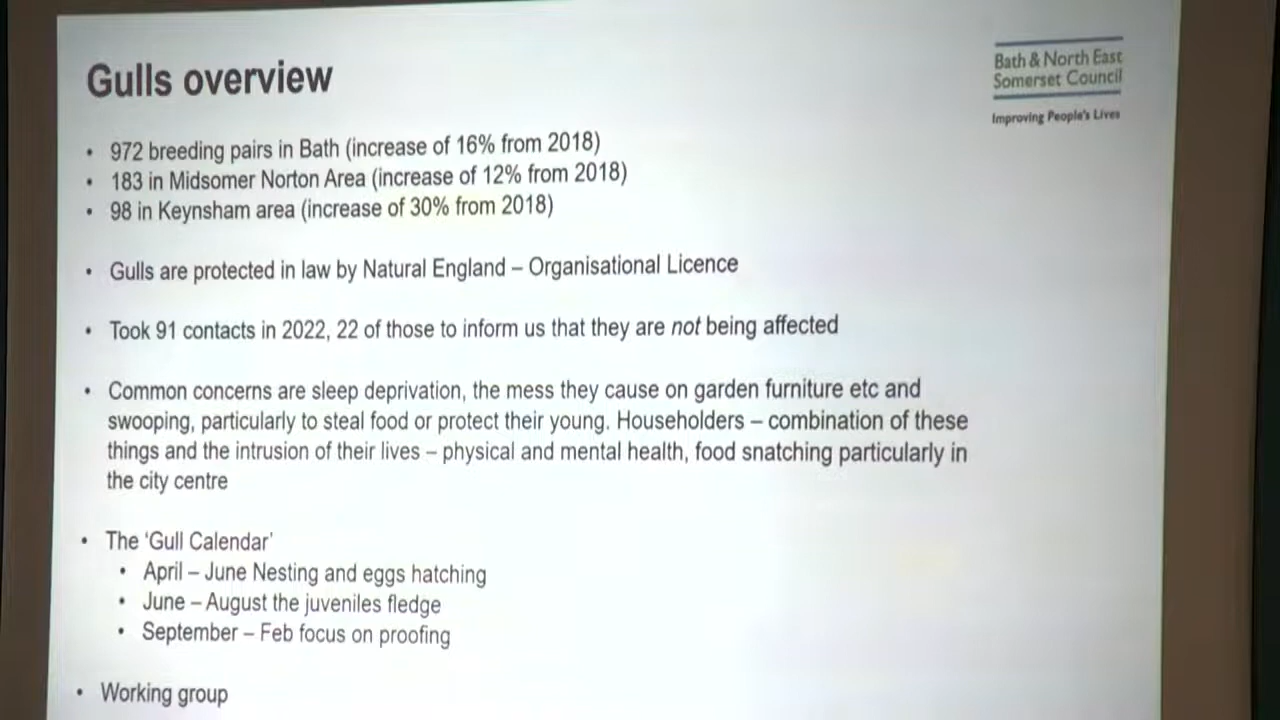 Gulls overview
Bath & North East
Somerset Council
Improving People's Lives
• 972 breeding pairs in Bath (increase of 16% from 2018)
• 183 in Midsomer Norton Area (increase of 12% from 2018)
• 98 in Keynsham area (increase of 30% from 2018)
• Gulls are protected in law by Natural England – Organisational Licence
• Took 91 contacts in 2022, 22 of those to inform us that they are not being affected
• Common concerns are sleep deprivation, the mess they cause on garden furniture etc and
swooping, particularly to steal food or protect their young. Householders – combination of these
things and the intrusion of their lives – physical and mental health, food snatching particularly in
the city centre
• The ‘Gull Calendar’
• April – June Nesting and eggs hatching
• June – August the juveniles fledge
• September – Feb focus on proofing
• Working group